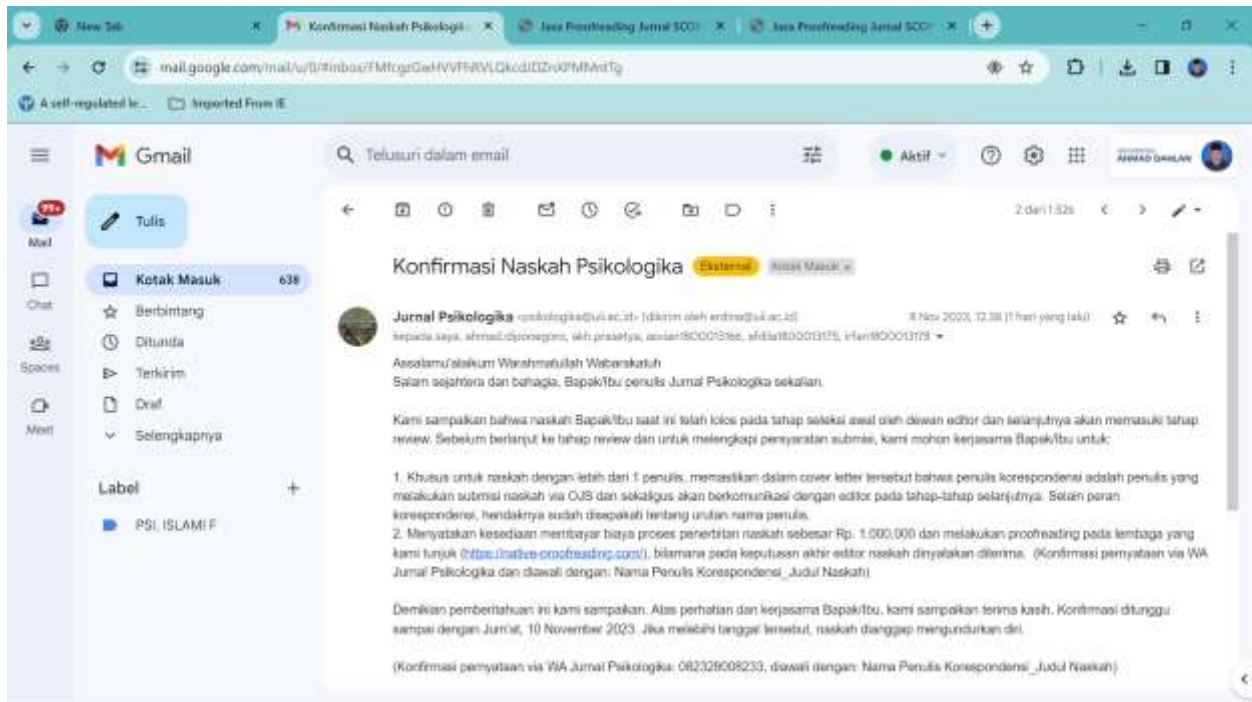 New Tab
Konfirmasi Naskah Psikologi
Jasa Proofreading Jurnal SCO
Jasa Proofreading Jurnal SCO
A self-regulated le...
Imported From IE
Gmail
Telusuri dalam email
Aktif
AHMAD DAHLAN
99+
Mail
Chat
Spaces
Meet
Tulis
Kotak Masuk 638
Berbintang
Ditunda
Terkirim
Draf
Selengkapnya
Label
PSI. ISLAMI F
2 dari 1.526
Konfirmasi Naskah Psikologika Eksternal Kotak Masuk
Jurnal Psikologika <psikologika@uii.ac.id> (dikirim oleh
8 Nov 2023, 12.38 (1 hari yang lalu)
kepada saya,
Assalamu'alaikum Warahmatullah Wabarakatuh
Salam sejahtera dan bahagia, Bapak/Ibu penulis Jurnal Psikologika sekalian.
Kami sampaikan bahwa naskah Bapak/Ibu saat ini telah lolos pada tahap seleksi awal oleh dewan editor dan selanjutnya akan memasuki tahap
review. Sebelum berlanjut ke tahap review dan untuk melengkapi persyaratan submisi, kami mohon kerjasama Bapak/Ibu untuk:
1. Khusus untuk naskah dengan lebih dari 1 penulis, memastikan dalam cover letter tersebut bahwa penulis korespondensi adalah penulis yang
melakukan submisi naskah via OJS dan sekaligus akan berkomunikasi dengan editor pada tahap-tahap selanjutnya. Selain peran
korespondensi, hendaknya sudah disepakati tentang urutan nama penulis.
2. Menyatakan kesediaan membayar biaya proses penerbitan naskah sebesar Rp. 1.000.000 dan melakukan proofreading pada lembaga yang
kami tunjuk (https://native-proofreading.com/), bilamana pada keputusan akhir editor naskah dinyatakan diterima. (Konfirmasi pernyataan via WA
Jurnal Psikologika dan diawali dengan: Nama Penulis Korespondensi_Judul Naskah)
Demikian pemberitahuan ini kami sampaikan. Atas perhatian dan kerjasama Bapak/Ibu, kami sampaikan terima kasih. Konfirmasi ditunggu
sampai dengan Jum'at, 10 November 2023. Jika melebihi tanggal tersebut, naskah dianggap mengundurkan diri.
(Konfirmasi pernyataan via WA Jurnal Psikologika: 082329008233, diawali dengan: Nama Penulis Korespondensi_Judul Naskah)